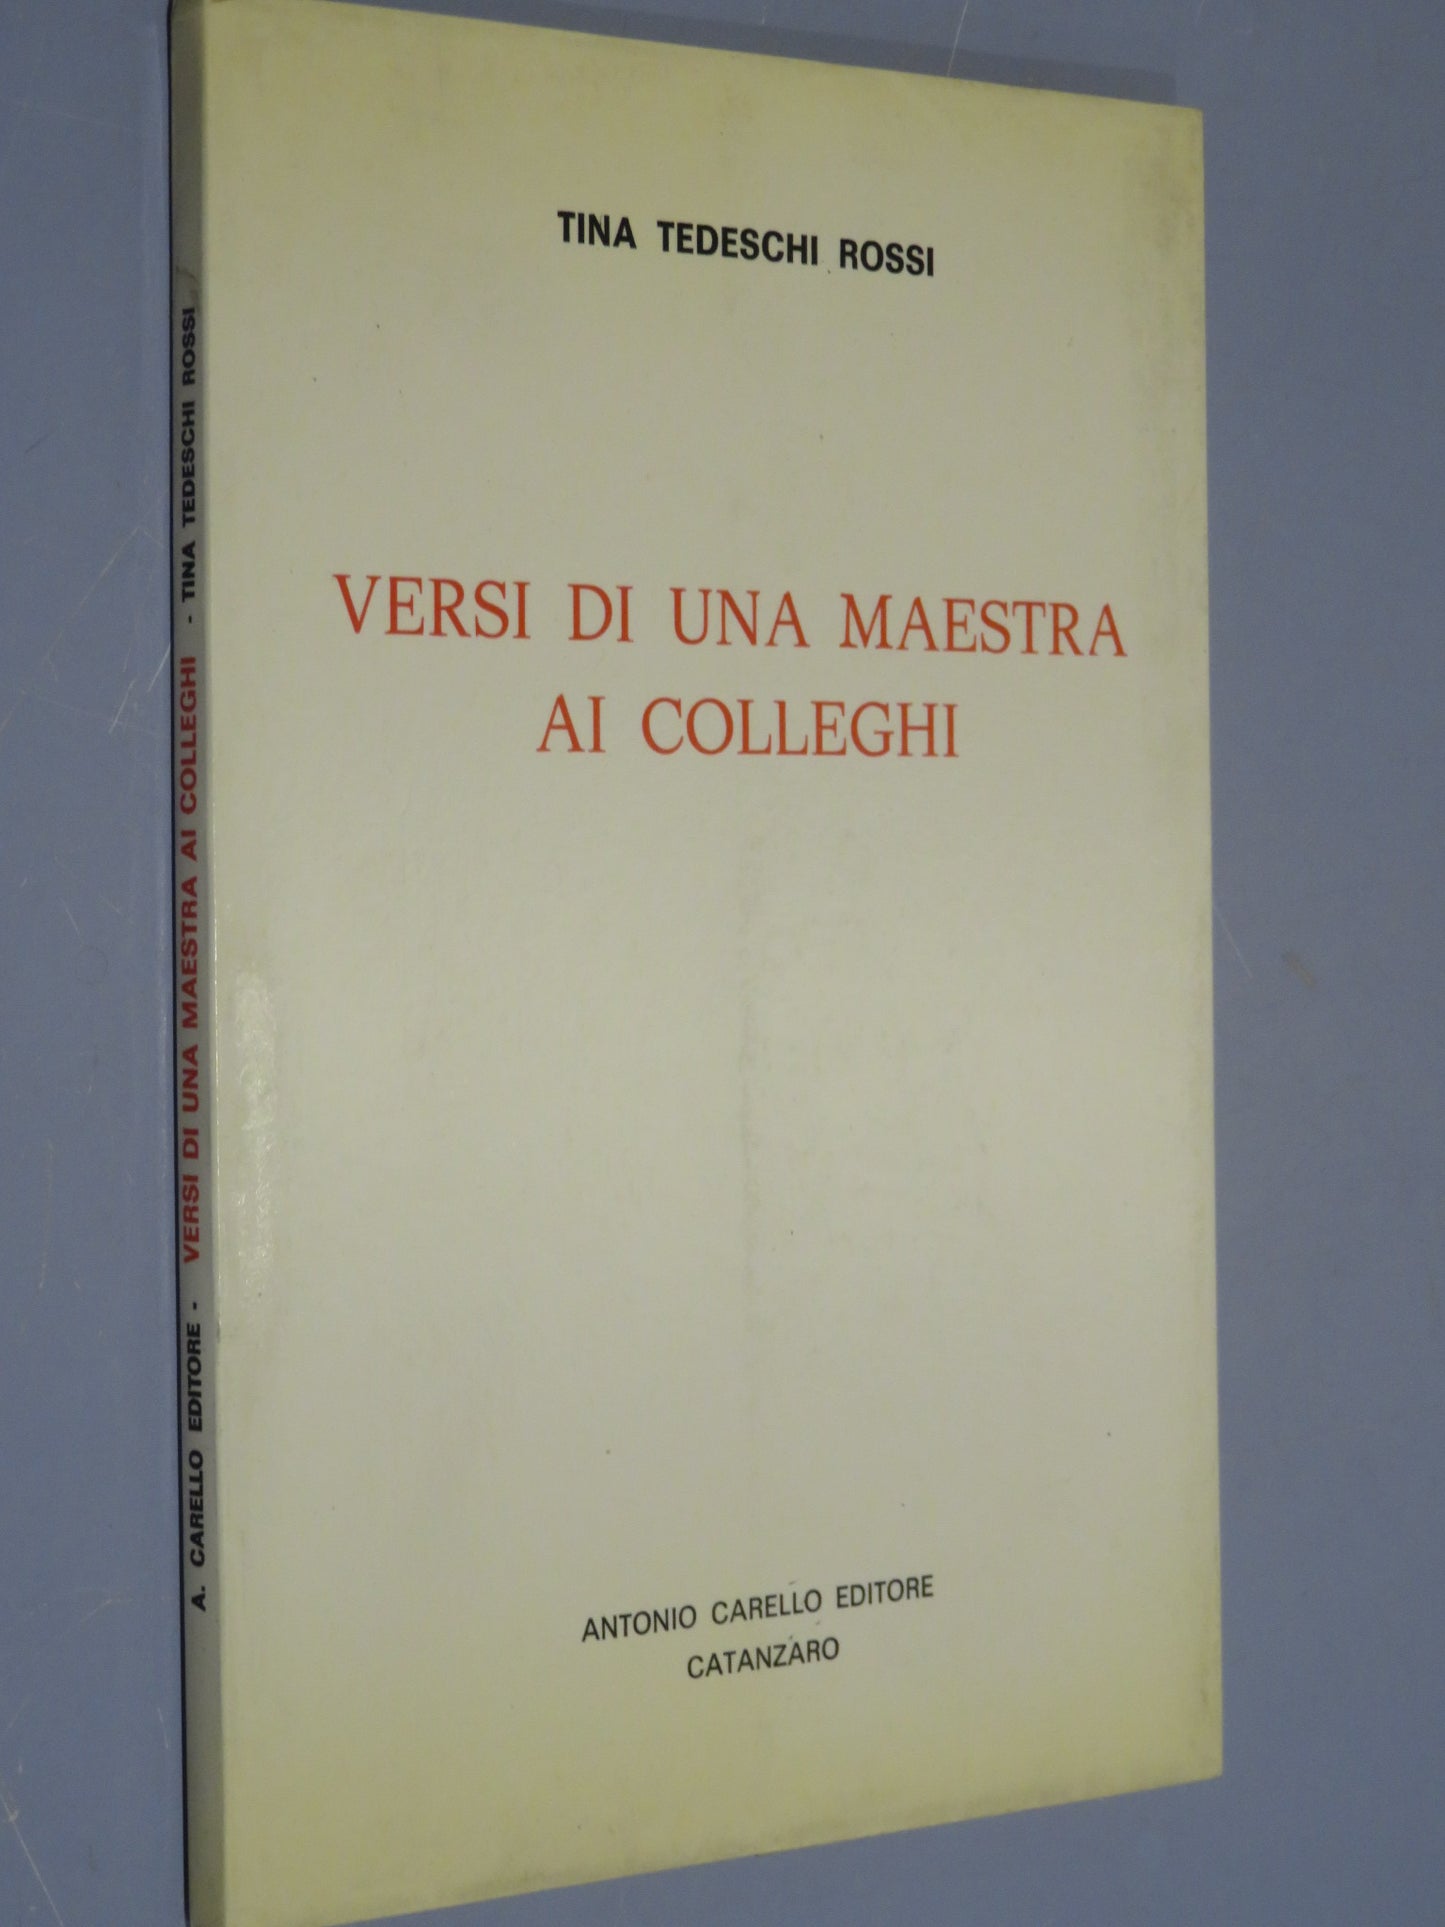 TINA TEDESCHI ROSSI
VERSI DI UNA MAESTRA
AI COLLEGHI
ANTONIO CARELLO EDITORE
CATANZARO
A. CARELLO EDITORE - VERSI DI UNA MAESTRA AI COLLEGHI - TINA TEDESCHI ROSSI